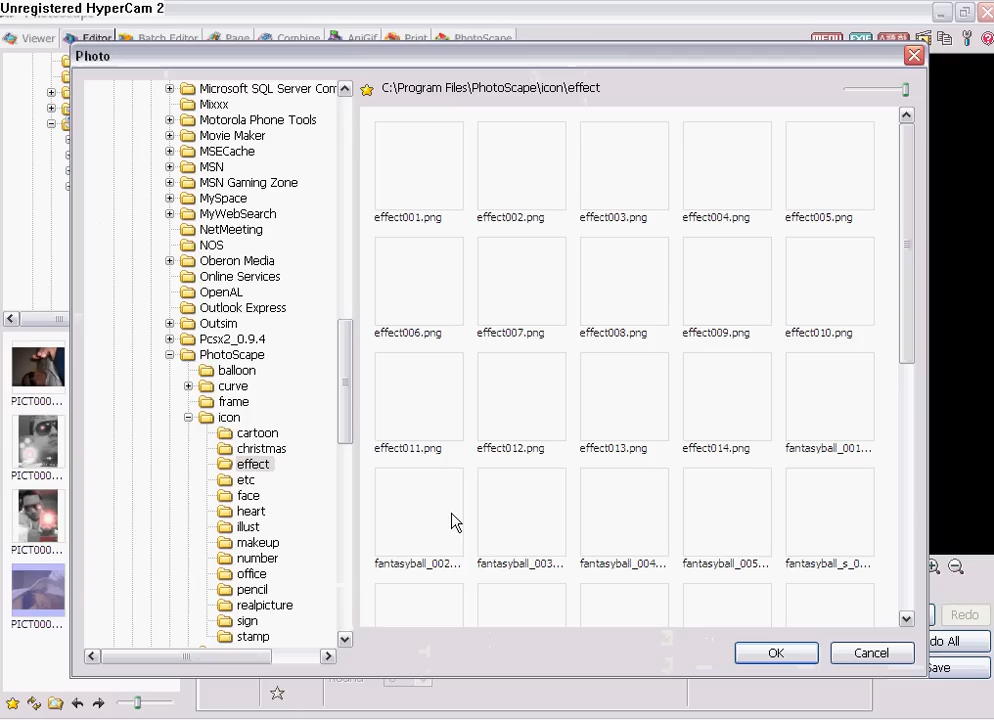 Unregistered HyperCam 2
Viewer
Editor
Batch Editor
Page
Combine
AniGif
Print
PhotoScape
MENU
EXIF
Photo
Microsoft SQL Server Com
Mixxx
Motorola Phone Tools
Movie Maker
MSECache
MSN
MSN Gaming Zone
MySpace
MyWebSearch
NetMeeting
NOS
Oberon Media
Online Services
OpenAL
Outlook Express
Outsim
Pcsx2_0.9.4
PhotoScape
balloon
curve
frame
icon
cartoon
christmas
effect
etc
face
heart
illust
makeup
number
office
pencil
realpicture
sign
stamp
C:\Program Files\PhotoScape\icon\effect
effect001.png effect002.png effect003.png effect004.png effect005.png
effect006.png effect007.png effect008.png effect009.png effect010.png
effect011.png effect012.png effect013.png effect014.png fantasyball_001...
fantasyball_002... fantasyball_003... fantasyball_004... fantasyball_005... fantasyball_s_0...
OK
Cancel
PICT000...
PICT000...
PICT000...
PICT000...
Redo
do All
Save